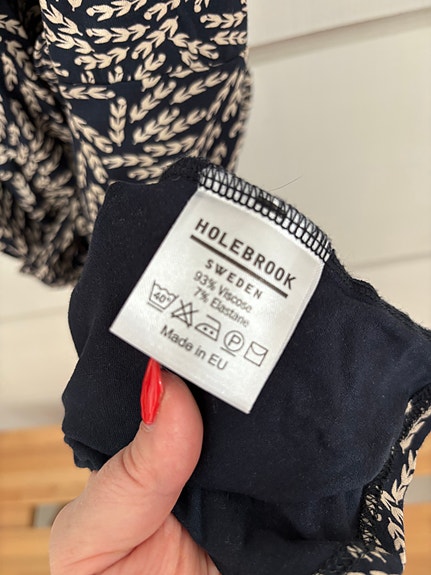 HOLEBROOK
SWEDEN
93% Viscose
7% Elastane
40° P
Made in EU